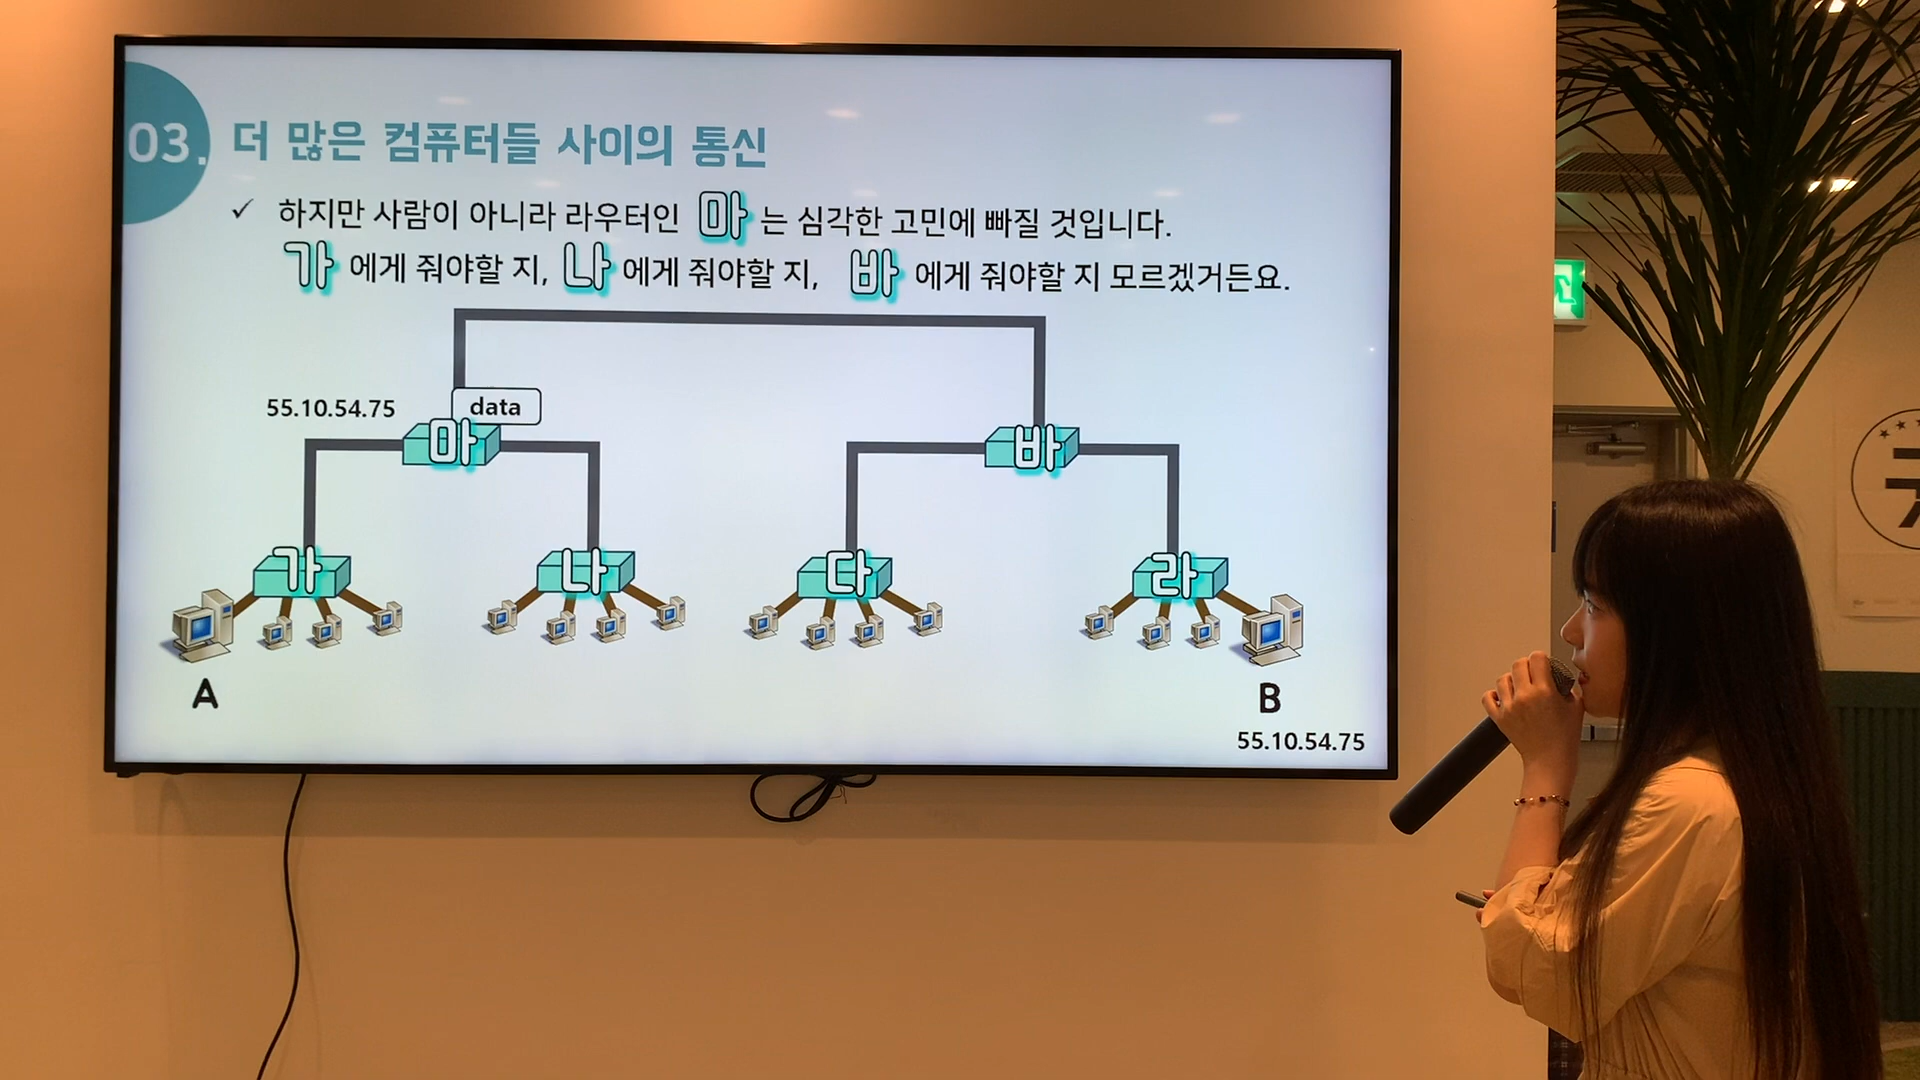 03. 더 많은 컴퓨터들 사이의 통신
✓ 하지만 사람이 아니라 라우터인 마 는 심각한 고민에 빠질 것입니다.
가 에게 줘야할 지, 나 에게 줘야할 지, 바 에게 줘야할 지 모르겠거든요.
55.10.54.75
data
마
바
가
나
다
라
A
B
55.10.54.75